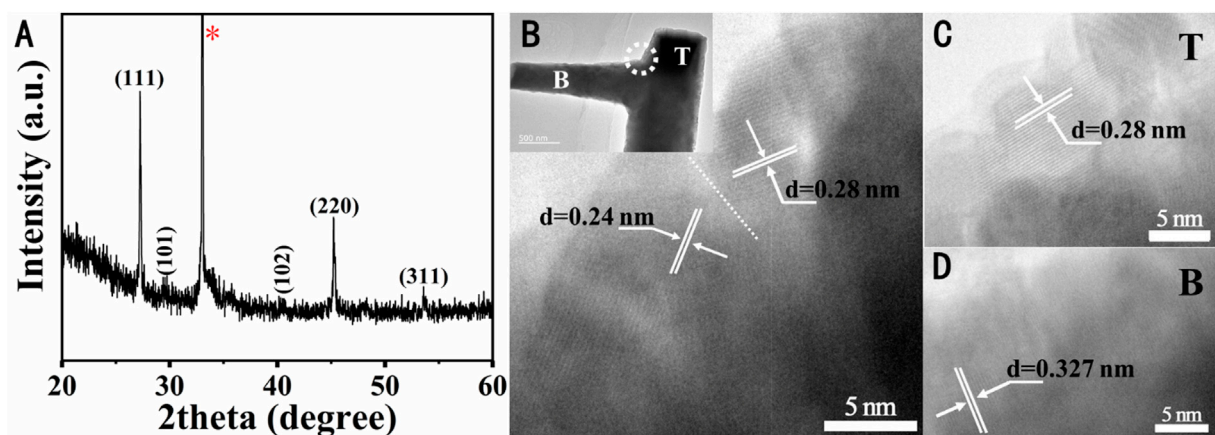 A
*
(111)
(101)
(102)
(220)
(311)
Intensity (a.u.)
20
30
40
50
60
2theta (degree)
B
B
T
500 nm
d=0.28 nm
d=0.24 nm
5 nm
C
T
d=0.28 nm
5 nm
D
B
d=0.327 nm
5 nm